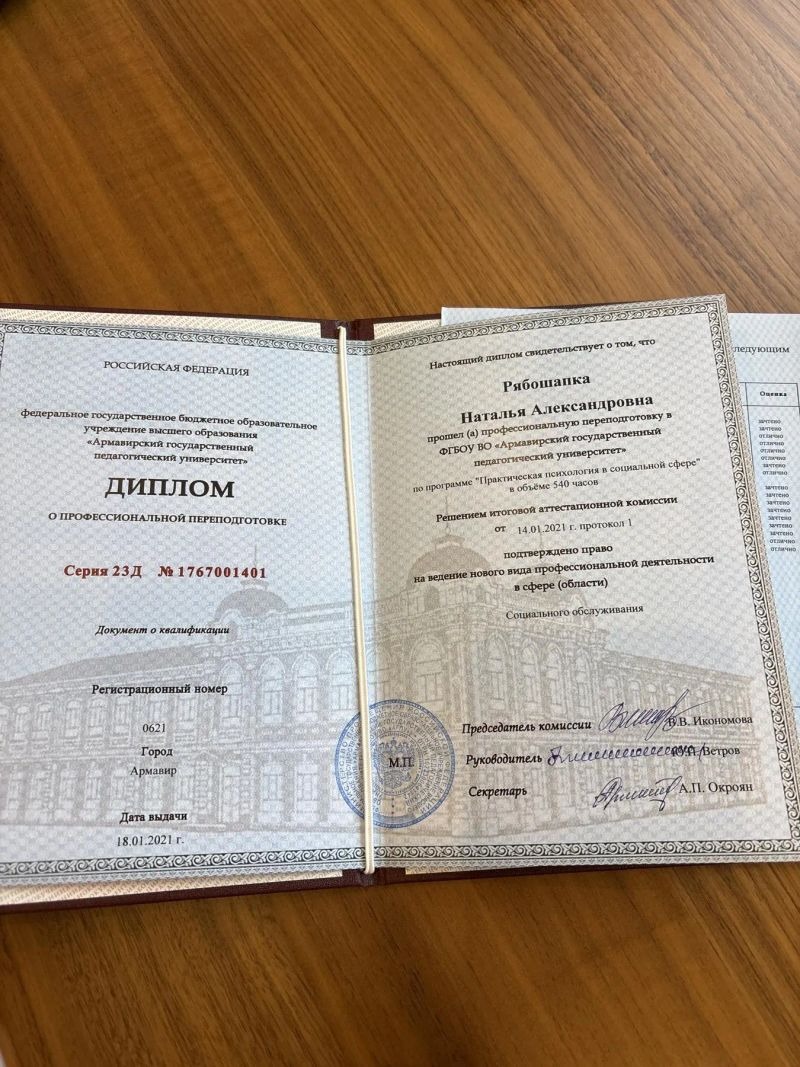 РОССИЙСКАЯ ФЕДЕРАЦИЯ
федеральное государственное бюджетное образовательное
учреждение высшего образования
«Армавирский государственный
педагогический университет»
ДИПЛОМ
О ПРОФЕССИОНАЛЬНОЙ ПЕРЕПОДГОТОВКЕ
Серия 23Д № 1767001401
Документ о квалификации
Регистрационный номер
0621
Город
Армавир
Дата выдачи
18.01.2021 г.
Настоящий диплом свидетельствует о том, что
Рябошапка
Наталья Александровна
прошел (а) профессиональную переподготовку в
ФГБОУ ВО «Армавирский государственный
педагогический университет»
по программе "Практическая психология в социальной сфере"
в объёме 540 часов
Решением итоговой аттестационной комиссии
от 14.01.2021 г. протокол 1
подтверждено право
на ведение нового вида профессиональной деятельности
в сфере (области)
Социального обслуживания
Председатель комиссии В.В. Икономова
Руководитель Ветров
Секретарь А.П. Окроян
М.П.
ледующим
Оценка
зачтено
зачтено
отлично
отлично
отлично
отлично
зачтено
отлично
зачтено
зачтено
зачтено
зачтено
зачтено
зачтено
зачтено
отлично
отлично